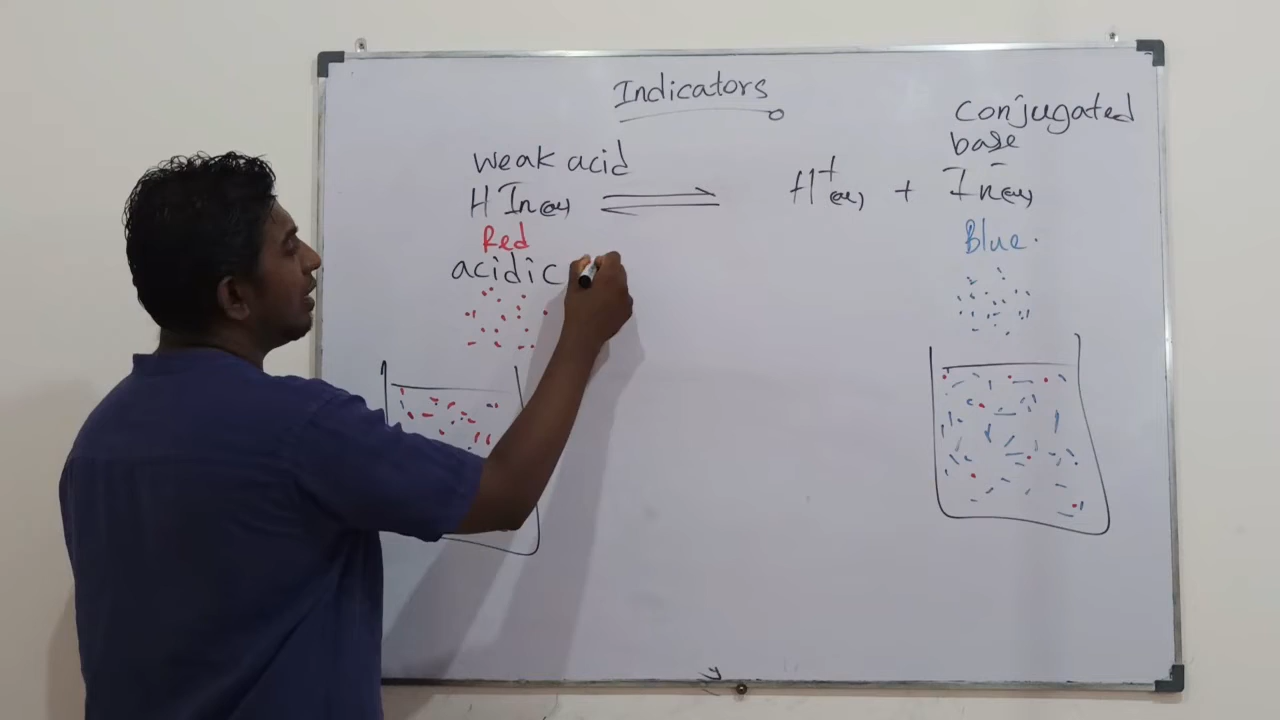 Indicators
conjugated
base
weak acid
HIn(aq) ⇌ H⁺(aq) + In⁻(aq)
Red
Blue.
acidic